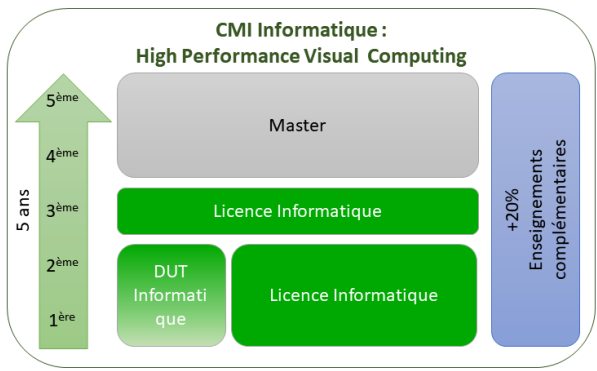 CMI Informatique :
High Performance Visual Computing
5 ans
5ème
4ème
3ème
2ème
1ère
Master
Licence Informatique
DUT
Informati
que
Licence Informatique
+20%
Enseignements
complémentaires